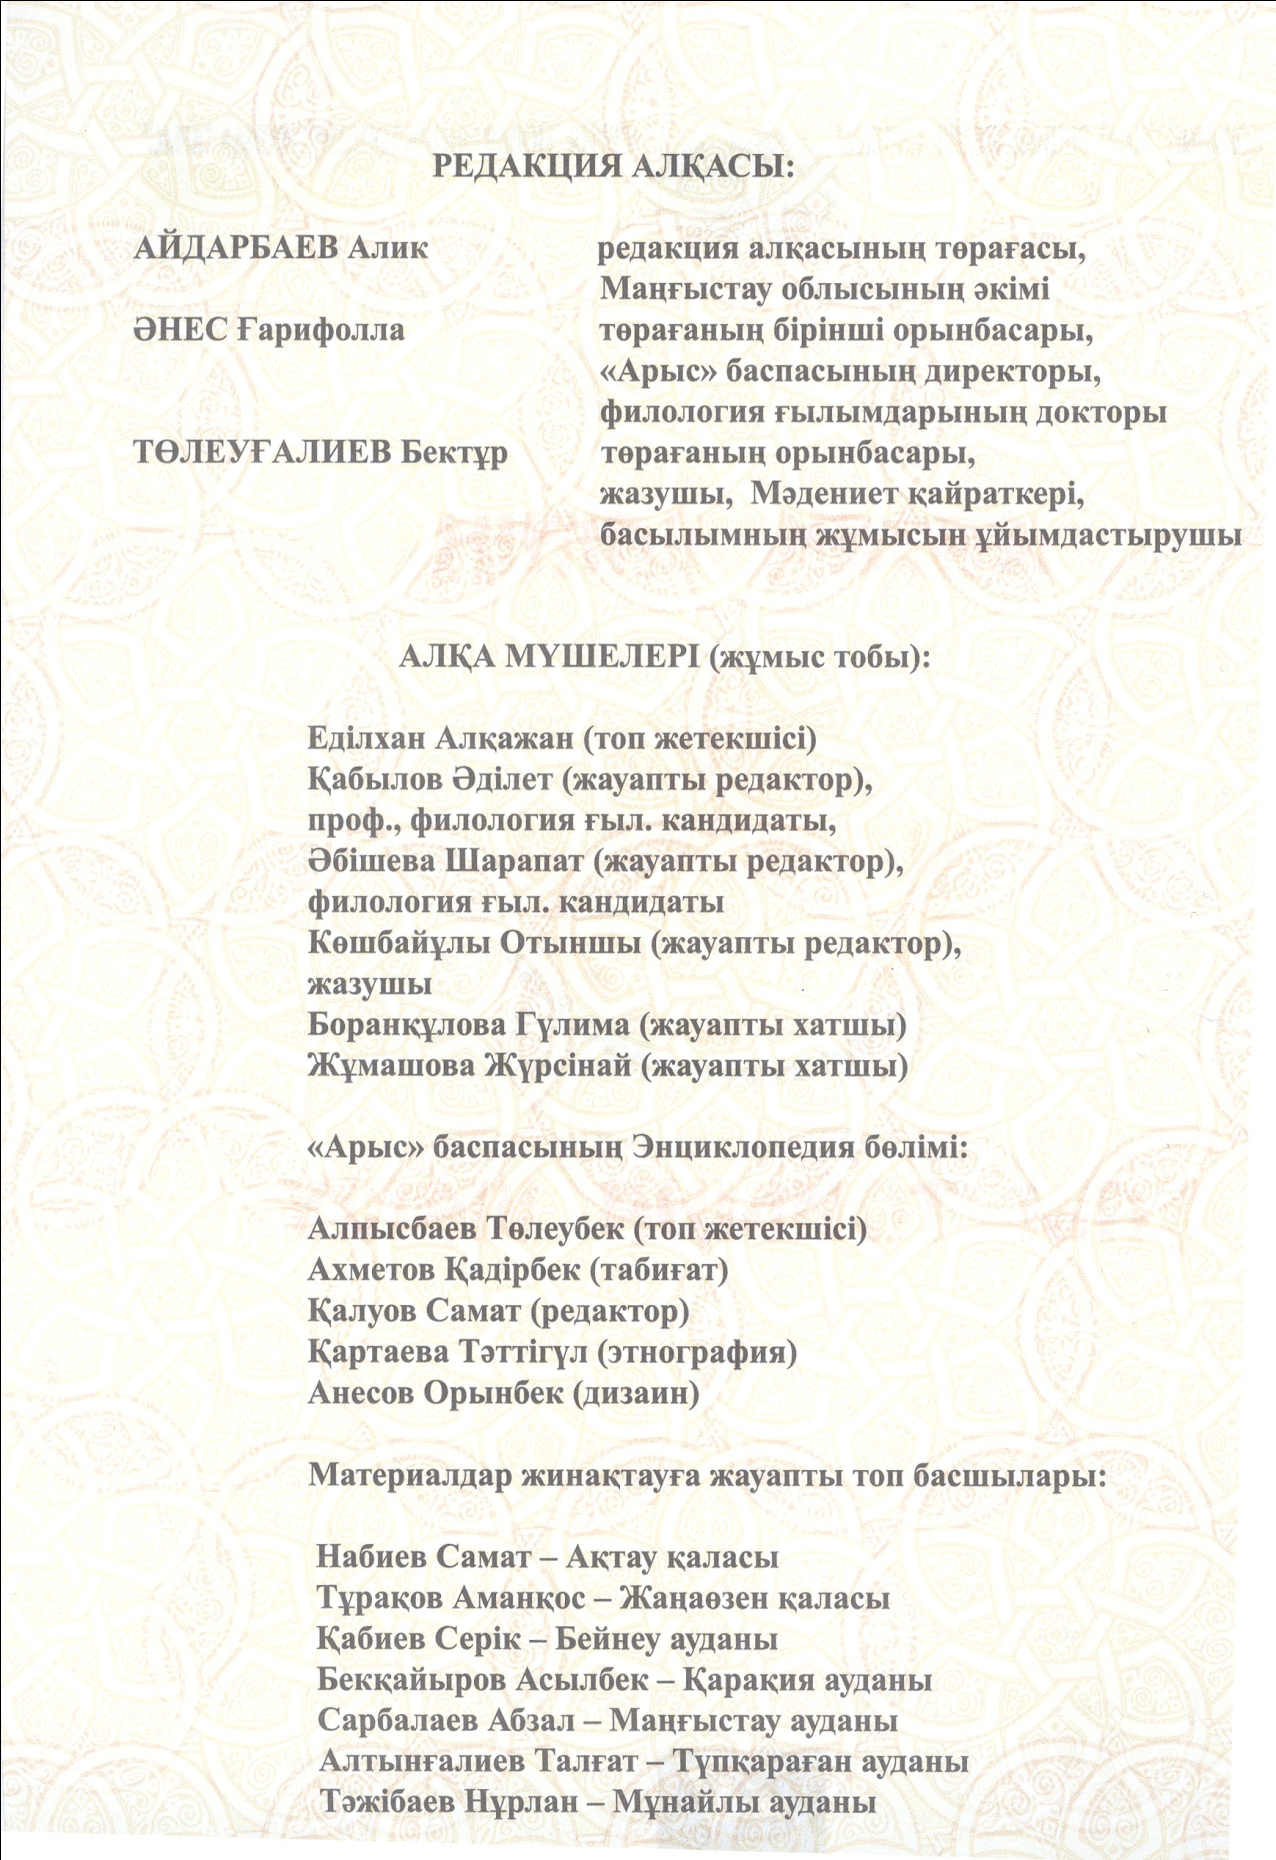 РЕДАКЦИЯ АЛҚАСЫ:
АЙДАРБАЕВ Алик редакция алқасының төрағасы,
Маңғыстау облысының әкімі
ӘНЕС Ғарифолла төрағаның бірінші орынбасары,
«Арыс» баспасының директоры,
филология ғылымдарының докторы
ТӨЛЕУҒАЛИЕВ Бектұр төрағаның орынбасары,
жазушы, Мәдениет қайраткері,
басылымның жұмысын ұйымдастырушы
АЛҚА МҮШЕЛЕРІ (жұмыс тобы):
Еділхан Алқажан (топ жетекшісі)
Қабылов Әділет (жауапты редактор),
проф., филология ғыл. кандидаты,
Әбішева Шарапат (жауапты редактор),
филология ғыл. кандидаты
Көшбайұлы Отыншы (жауапты редактор),
жазушы
Боранқұлова Гүлима (жауапты хатшы)
Жұмашова Жүрсінай (жауапты хатшы)
«Арыс» баспасының Энциклопедия бөлімі:
Алпысбаев Төлеубек (топ жетекшісі)
Ахметов Қадірбек (табиғат)
Қалуов Самат (редактор)
Қартаева Тәттігүл (этнография)
Анесов Орынбек (дизаин)
Материалдар жинақтауға жауапты топ басшылары:
Набиев Самат – Ақтау қаласы
Тұрақов Аманқос – Жаңаөзен қаласы
Қабиев Серік – Бейнеу ауданы
Бекқайыров Асылбек – Қарақия ауданы
Сарбалаев Абзал – Маңғыстау ауданы
Алтынғалиев Талғат – Түпқараған ауданы
Тәжібаев Нұрлан – Мұнайлы ауданы